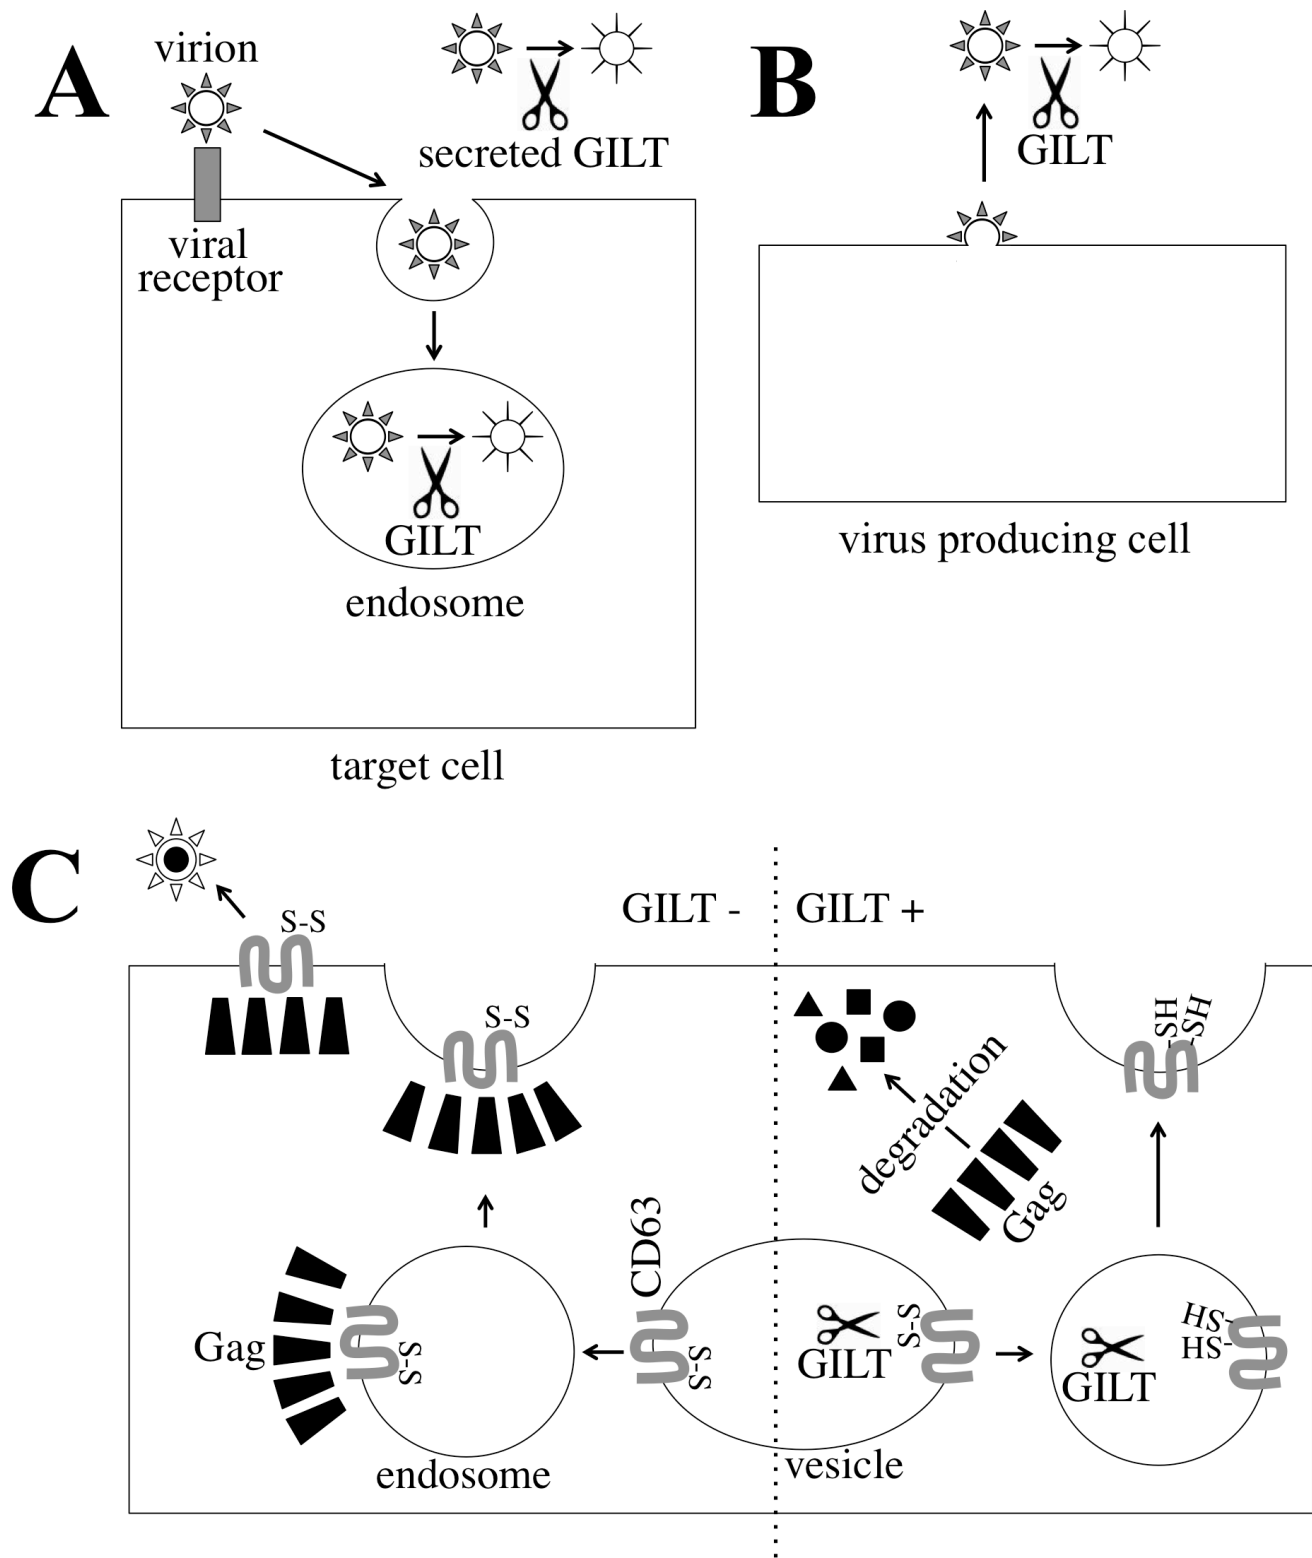 A
virion
secreted GILT
viral
receptor
GILT
endosome
target cell
B
GILT
virus producing cell
C
GILT -
GILT +
S-S
S-S
-SH
-SH
degradation
Gag
CD63
Gag
S-S
S-S
S-S
GILT
HS-
HS-
GILT
endosome
vesicle